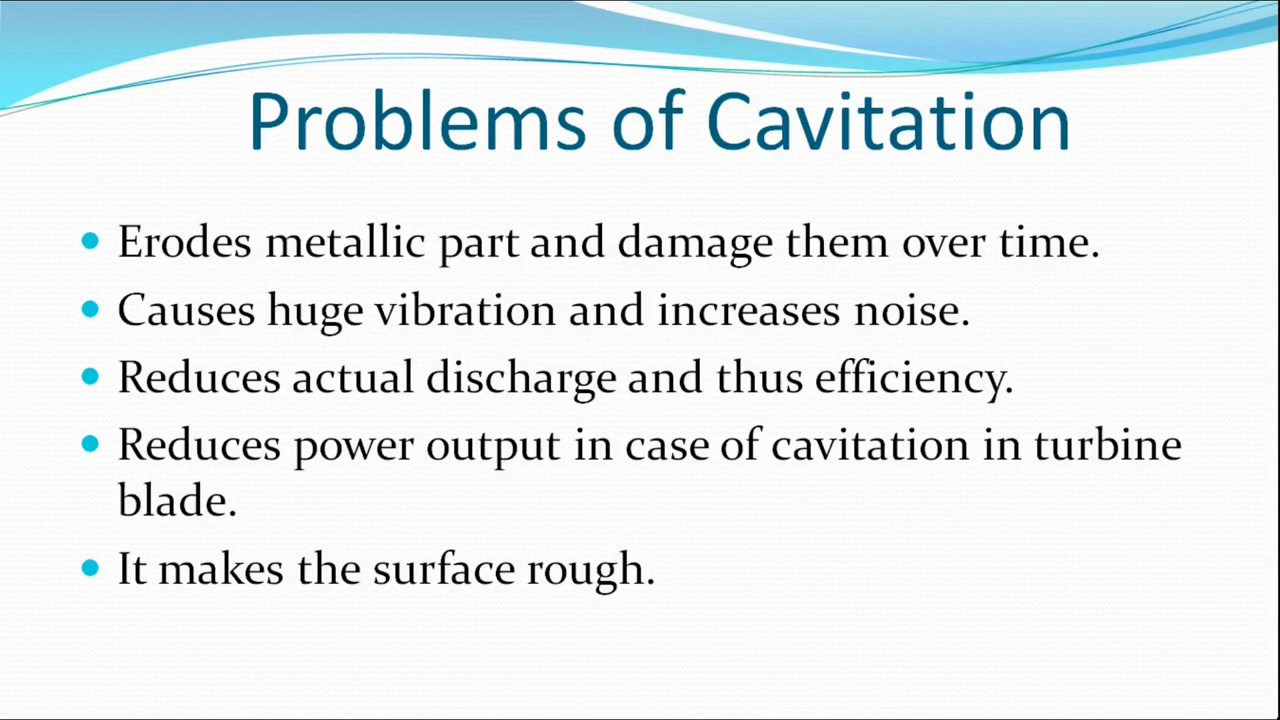 Problems of Cavitation
• Erodes metallic part and damage them over time.
• Causes huge vibration and increases noise.
• Reduces actual discharge and thus efficiency.
• Reduces power output in case of cavitation in turbine
blade.
• It makes the surface rough.